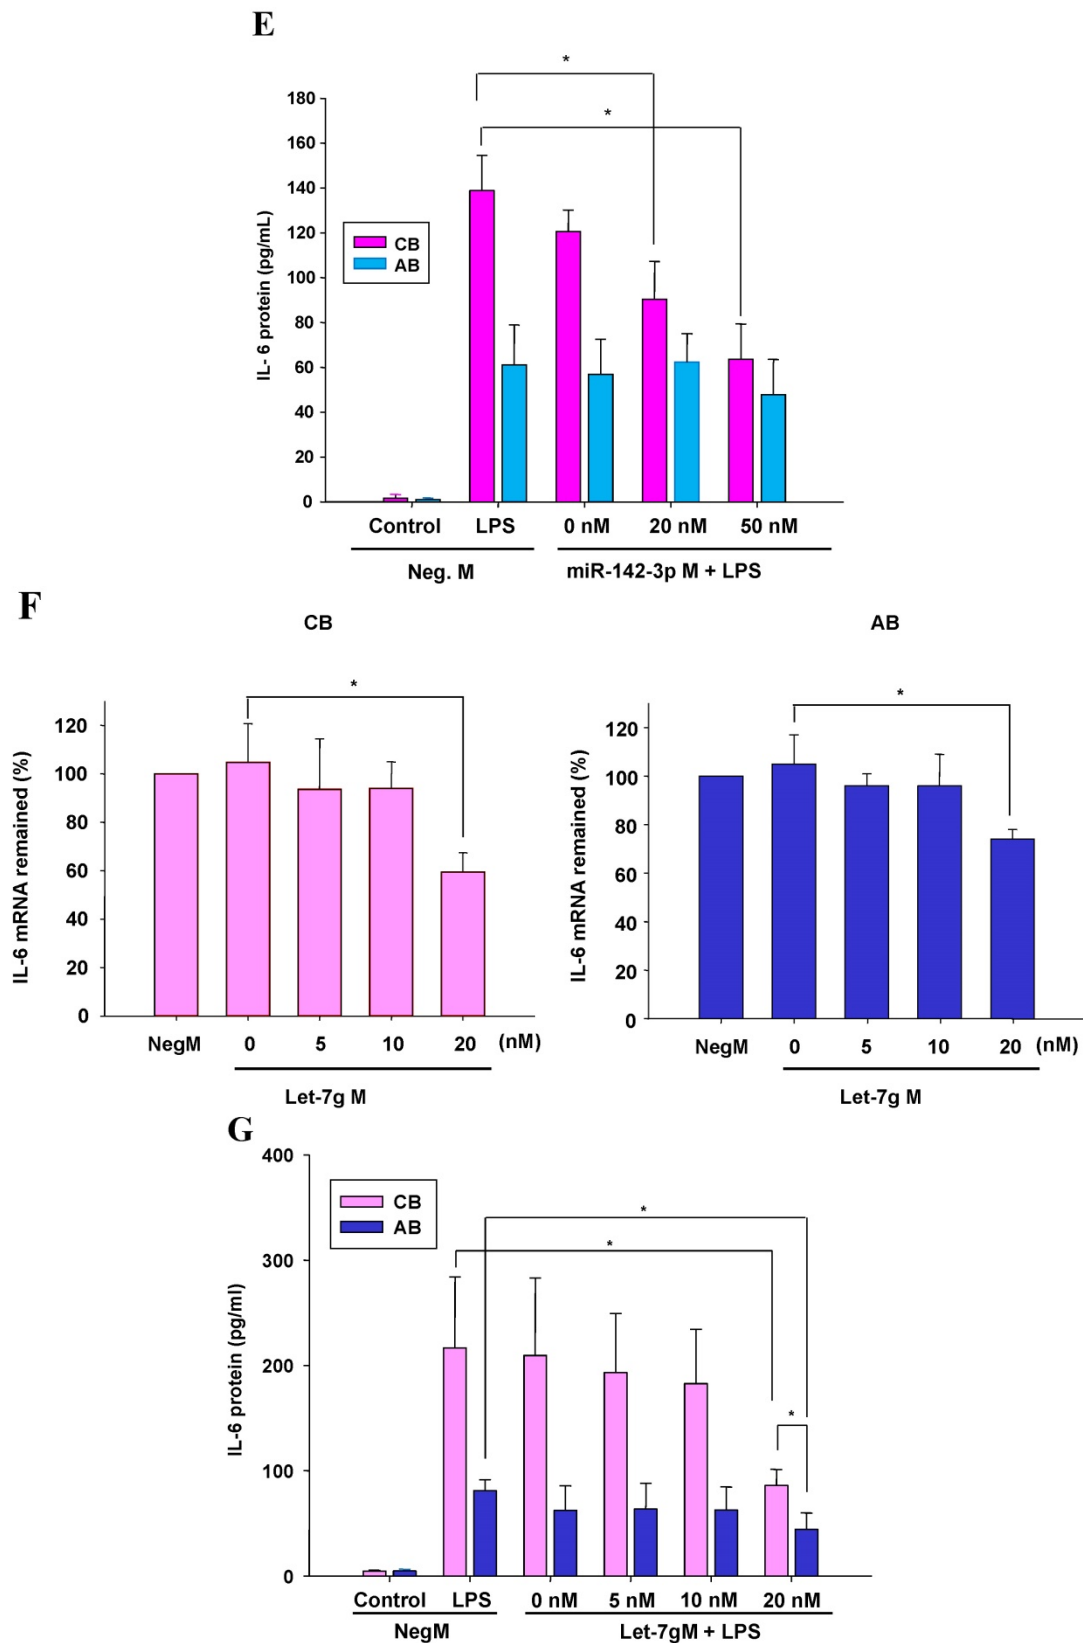 E
*
*
180
160
140
120
100
80
60
40
20
0
IL- 6 protein (pg/mL)
CB
AB
Control LPS 0 nM 20 nM 50 nM
Neg. M miR-142-3p M + LPS
F
CB AB
*
120
100
80
60
40
20
0
IL-6 mRNA remained (%)
NegM 0 5 10 20 (nM)
Let-7g M
*
120
100
80
60
40
20
0
IL-6 mRNA remained (%)
NegM 0 5 10 20 (nM)
Let-7g M
G
400
300
200
100
0
IL-6 protein (pg/ml)
CB
AB
*
*
*
Control LPS 0 nM 5 nM 10 nM 20 nM
NegM Let-7gM + LPS